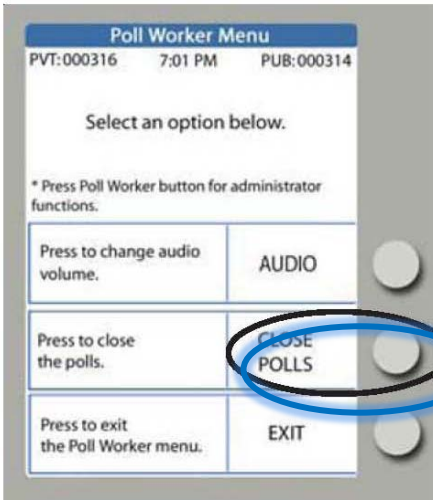 Poll Worker Menu
PVT:000316 7:01 PM PUB:000314
Select an option below.
* Press Poll Worker button for administrator
functions.
Press to change audio
volume.
AUDIO
Press to close
the polls.
CLOSE
POLLS
Press to exit
the Poll Worker menu.
EXIT